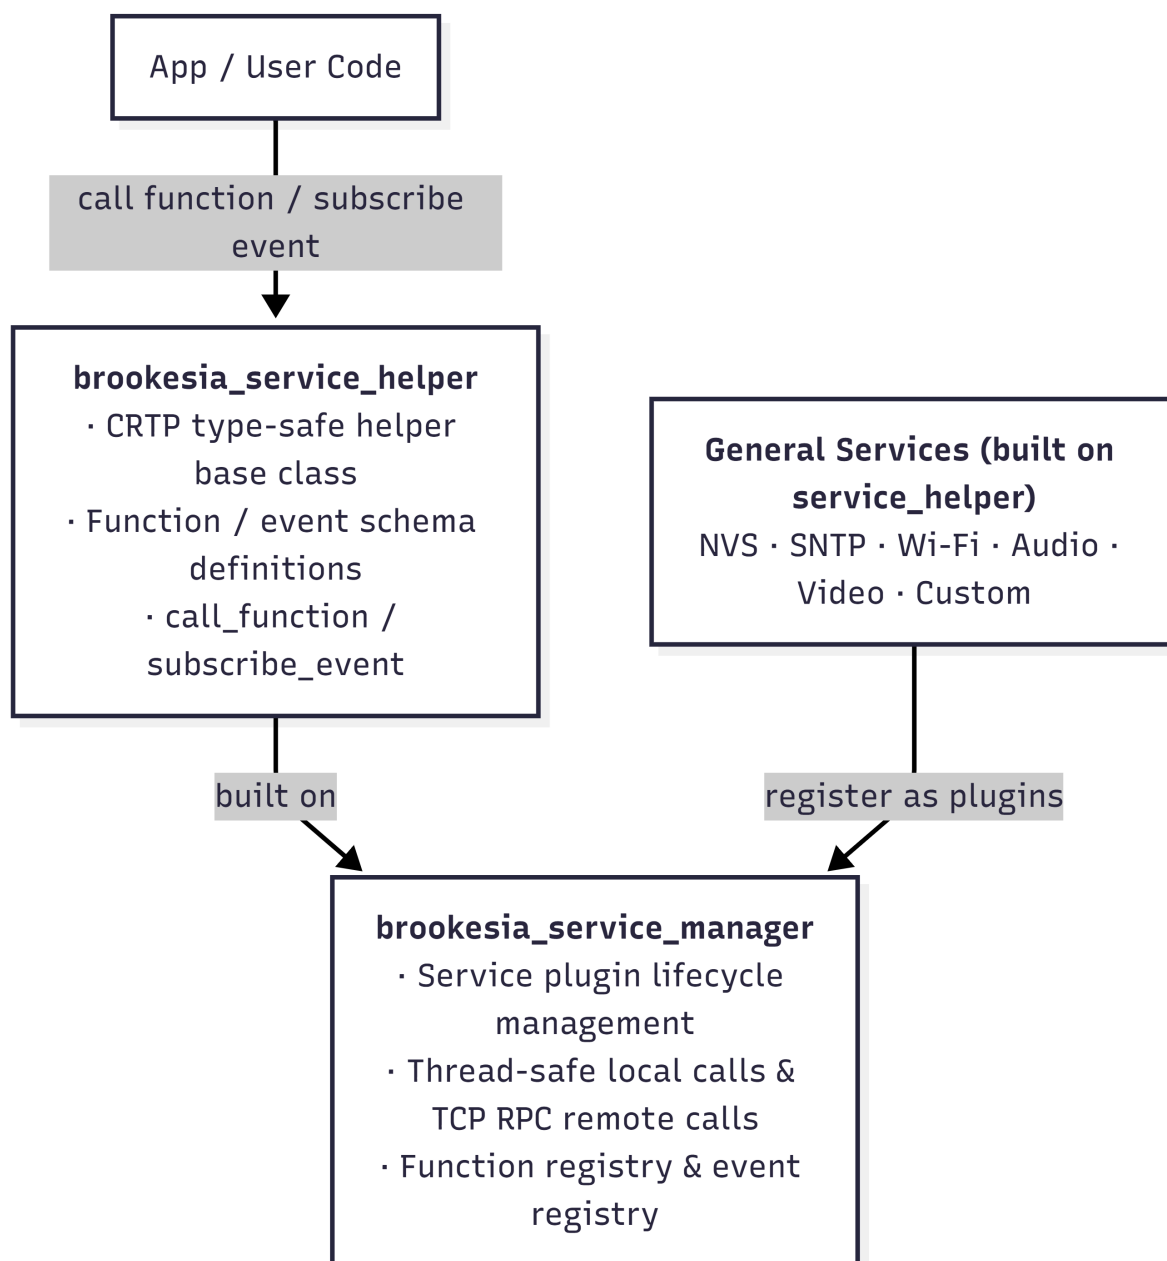 App / User Code
call function / subscribe
event
brookesia_service_helper
· CRTP type-safe helper
base class
· Function / event schema
definitions
· call_function /
subscribe_event
General Services (built on
service_helper)
NVS · SNTP · Wi-Fi · Audio ·
Video · Custom
built on
register as plugins
brookesia_service_manager
· Service plugin lifecycle
management
· Thread-safe local calls &
TCP RPC remote calls
· Function registry & event
registry